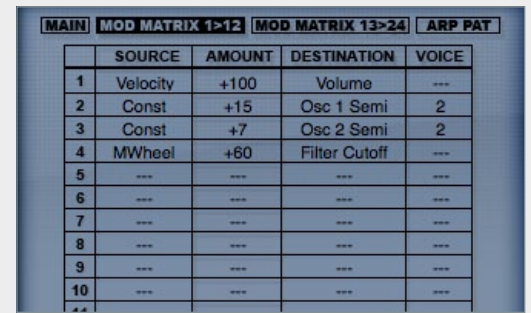 MAIN MOD MATRIX 1>12 MOD MATRIX 13>24 ARP PAT
SOURCE AMOUNT DESTINATION VOICE
1 Velocity +100 Volume ---
2 Const +15 Osc 1 Semi 2
3 Const +7 Osc 2 Semi 2
4 MWheel +60 Filter Cutoff ---
5 --- --- --- ---
6 --- --- --- ---
7 --- --- --- ---
8 --- --- --- ---
9 --- --- --- ---
10 --- --- --- ---